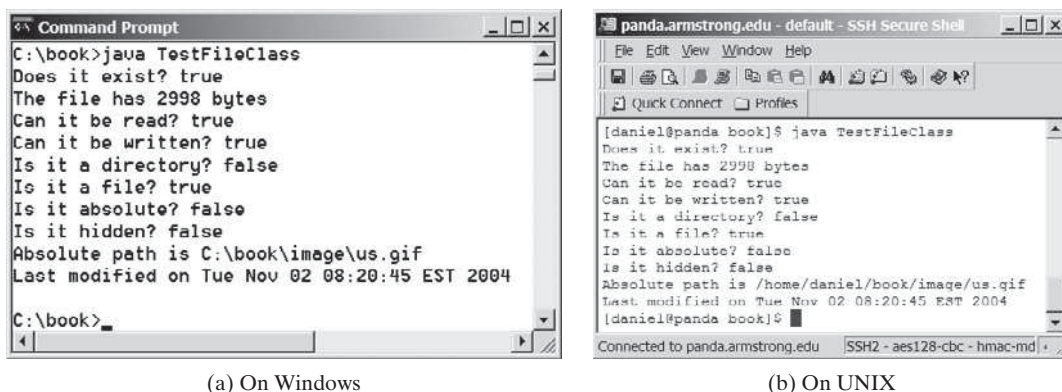 Command Prompt
C:\book>java TestFileClass
Does it exist? true
The file has 2998 bytes
Can it be read? true
Can it be written? true
Is it a directory? false
Is it a file? true
Is it absolute? false
Is it hidden? false
Absolute path is C:\book\image\us.gif
Last modified on Tue Nov 02 08:20:45 EST 2004
C:\book>
(a) On Windows
panda.armstrong.edu - default - SSH Secure Shell
File Edit View Window Help
Quick Connect Profiles
[daniel@panda book]$ java TestFileClass
Does it exist? true
The file has 2998 bytes
Can it be read? true
Can it be written? true
Is it a directory? false
Is it a file? true
Is it absolute? false
Is it hidden? false
Absolute path is /home/daniel/book/image/us.gif
Last modified on Tue Nov 02 08:20:45 EST 2004
[daniel@panda book]$
Connected to panda.armstrong.edu SSH2 - aes128-cbc - hmac-md
(b) On UNIX